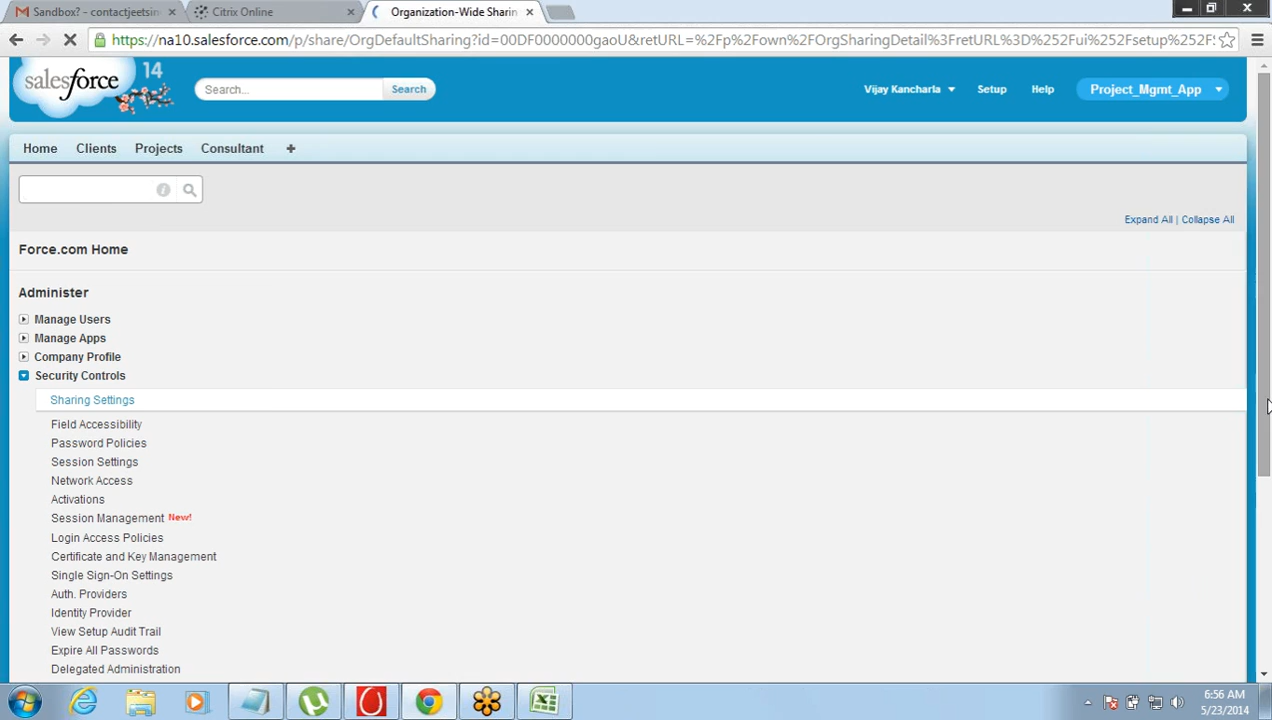 Sandbox? - contactjeetsin
Citrix Online
Organization-Wide Sharin
https://na10.salesforce.com/p/share/OrgDefaultSharing?id=00DF0000000gaoU&retURL=%2Fp%2Fown%2FOrgSharingDetail%3FretURL%3D%252Fui%252Fsetup%252F
salesforce 14
Search...
Search
Vijay Kancharla
Setup
Help
Project_Mgmt_App
Home
Clients
Projects
Consultant
+
Expand All | Collapse All
Force.com Home
Administer
Manage Users
Manage Apps
Company Profile
Security Controls
Sharing Settings
Field Accessibility
Password Policies
Session Settings
Network Access
Activations
Session Management New!
Login Access Policies
Certificate and Key Management
Single Sign-On Settings
Auth. Providers
Identity Provider
View Setup Audit Trail
Expire All Passwords
Delegated Administration
6:56 AM
5/23/2014